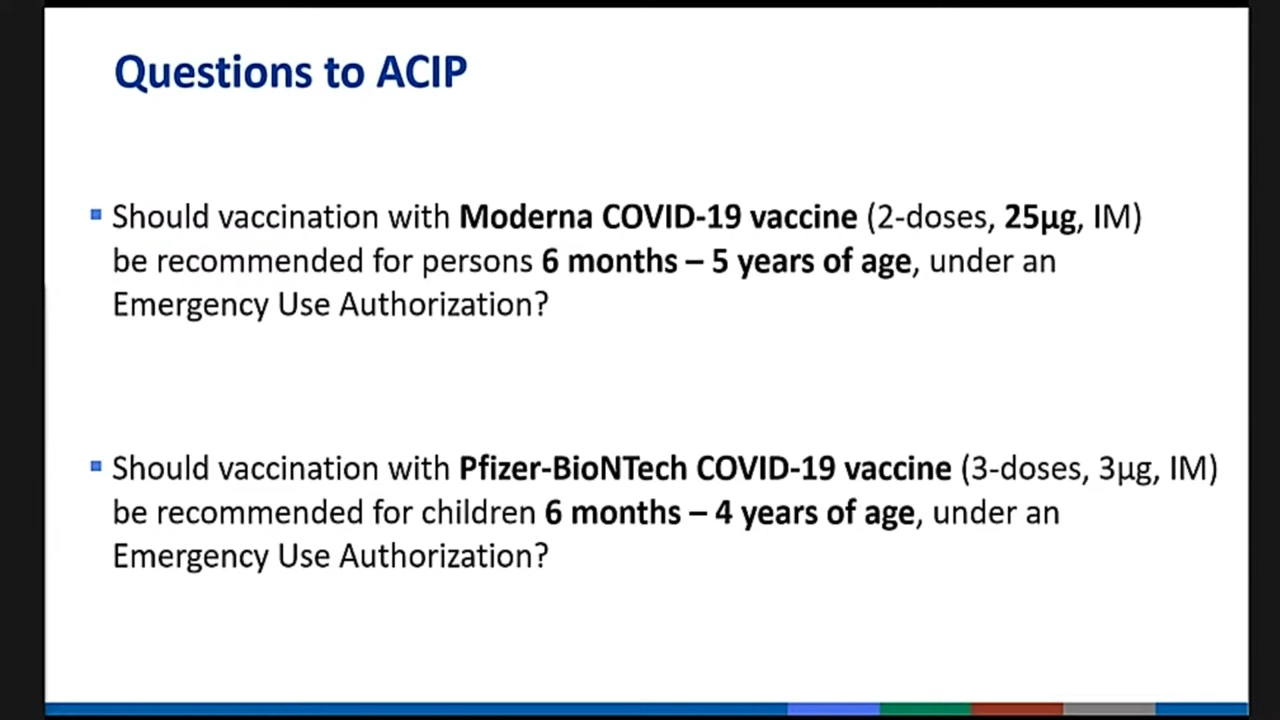 Questions to ACIP
▪ Should vaccination with Moderna COVID-19 vaccine (2-doses, 25µg, IM)
be recommended for persons 6 months – 5 years of age, under an
Emergency Use Authorization?
▪ Should vaccination with Pfizer-BioNTech COVID-19 vaccine (3-doses, 3µg, IM)
be recommended for children 6 months – 4 years of age, under an
Emergency Use Authorization?